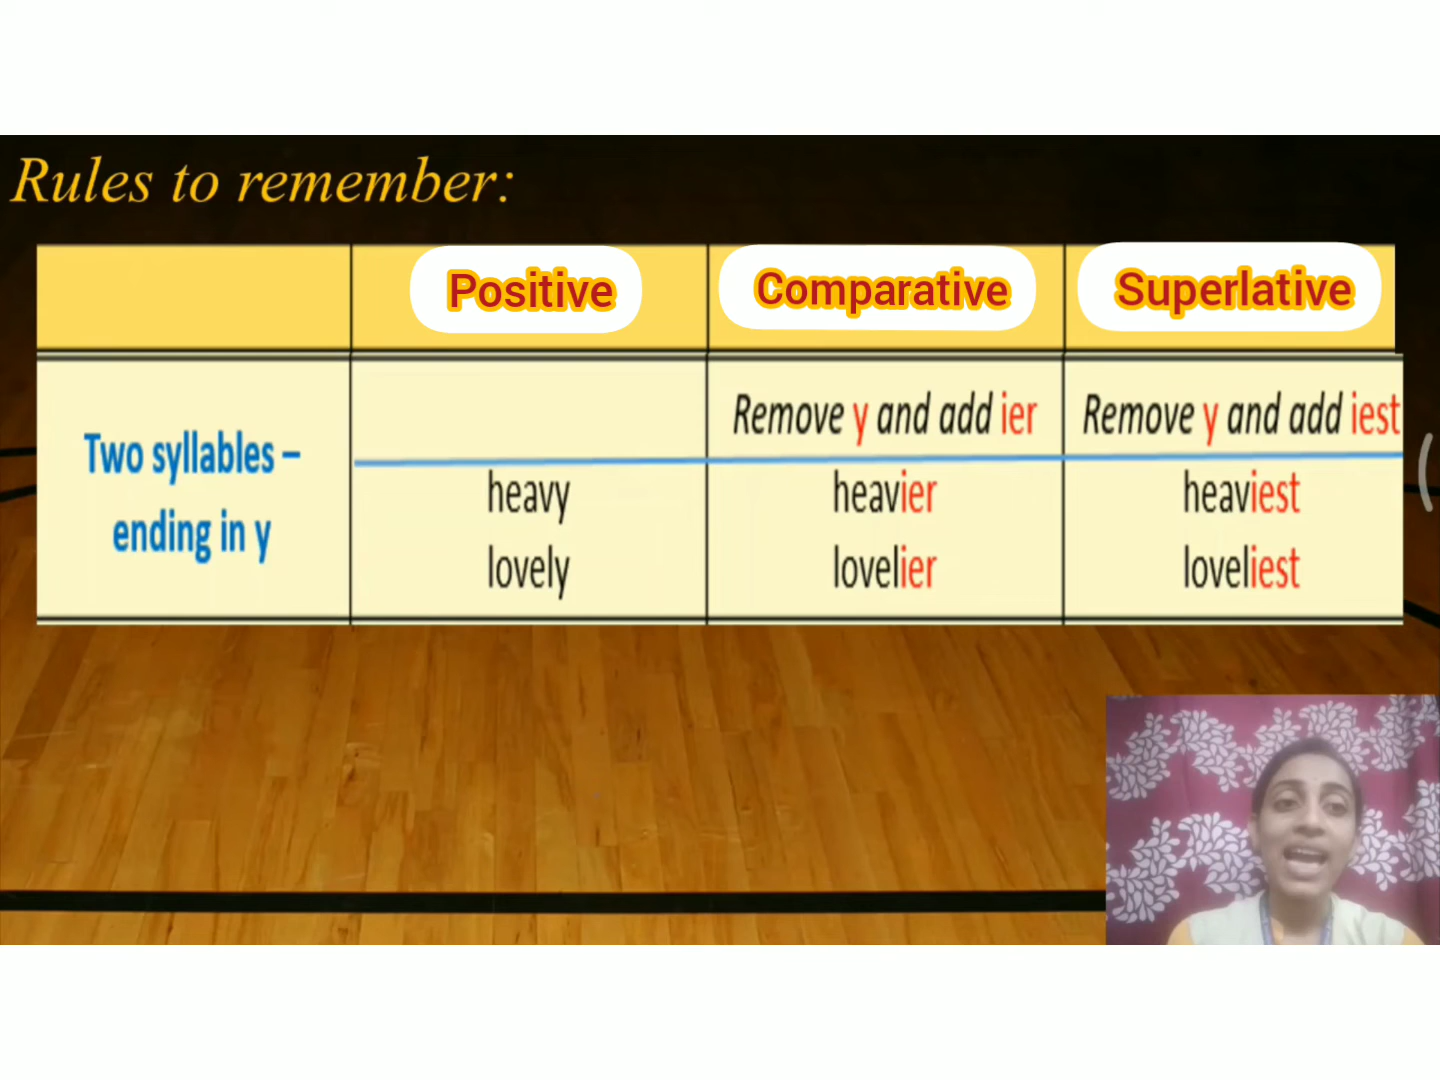 Rules to remember:
Positive Comparative Superlative
Remove y and add ier Remove y and add iest
Two syllables –
ending in y
heavy heavier heaviest
lovely lovelier loveliest